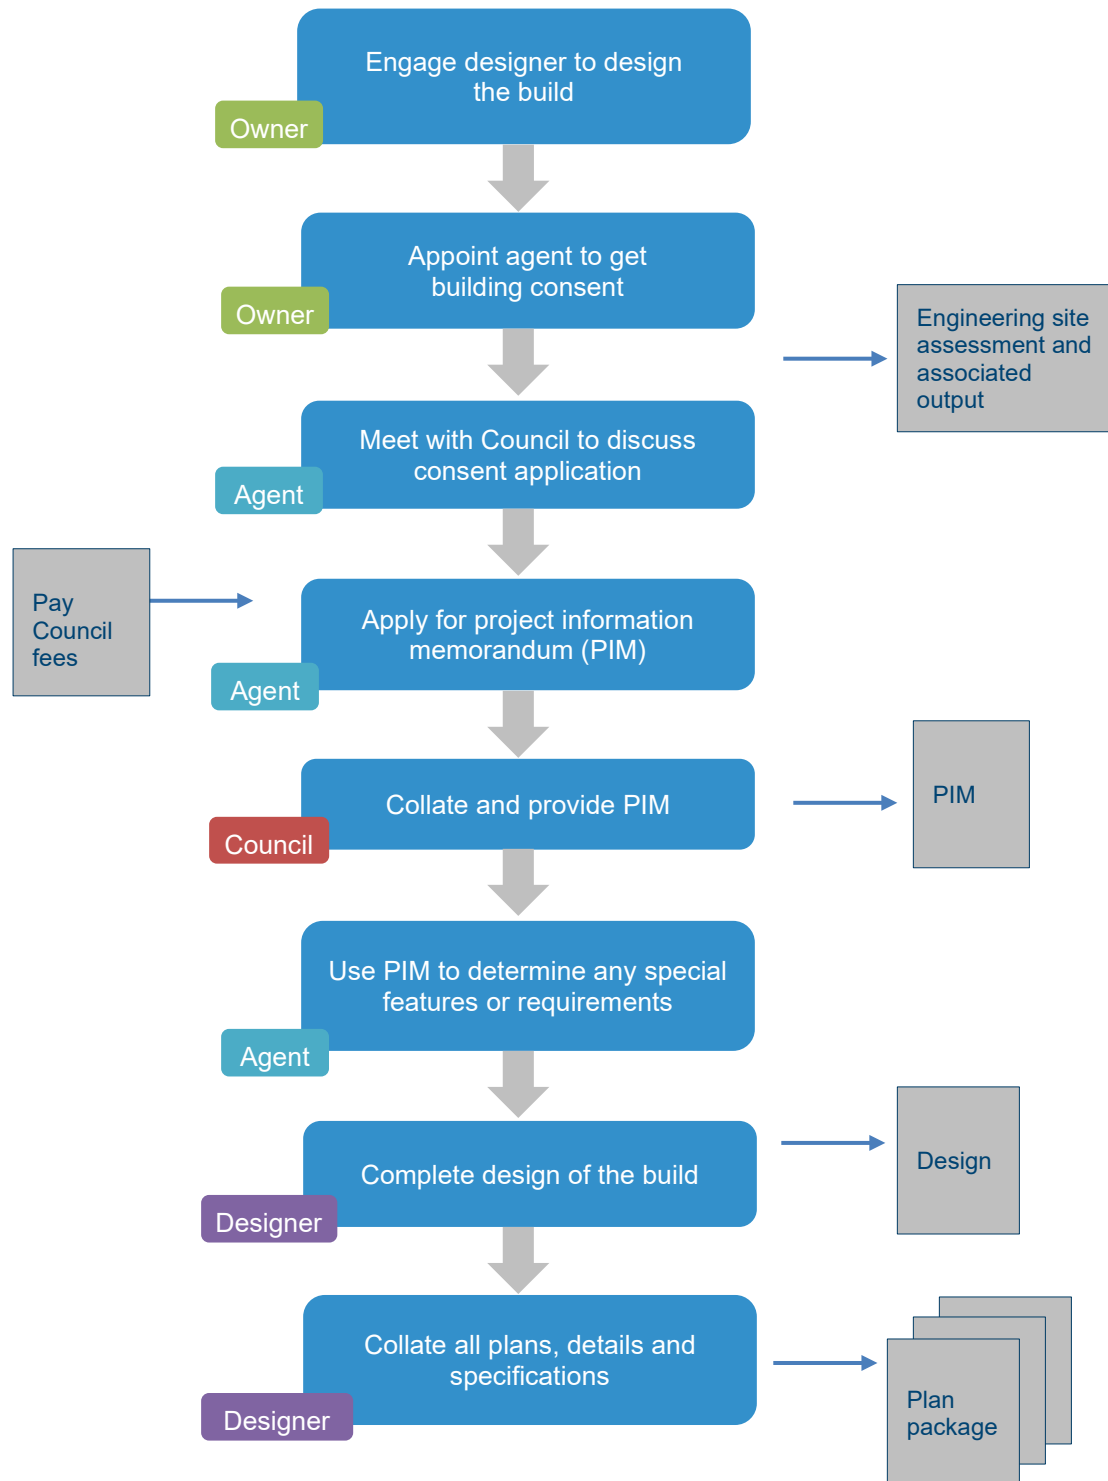 Engage designer to design
the build
Owner
Appoint agent to get
building consent
Owner
Engineering site
assessment and
associated
output
Meet with Council to discuss
consent application
Agent
Pay
Council
fees
Apply for project information
memorandum (PIM)
Agent
Collate and provide PIM
Council
PIM
Use PIM to determine any special
features or requirements
Agent
Complete design of the build
Designer
Design
Collate all plans, details and
specifications
Designer
Plan
package